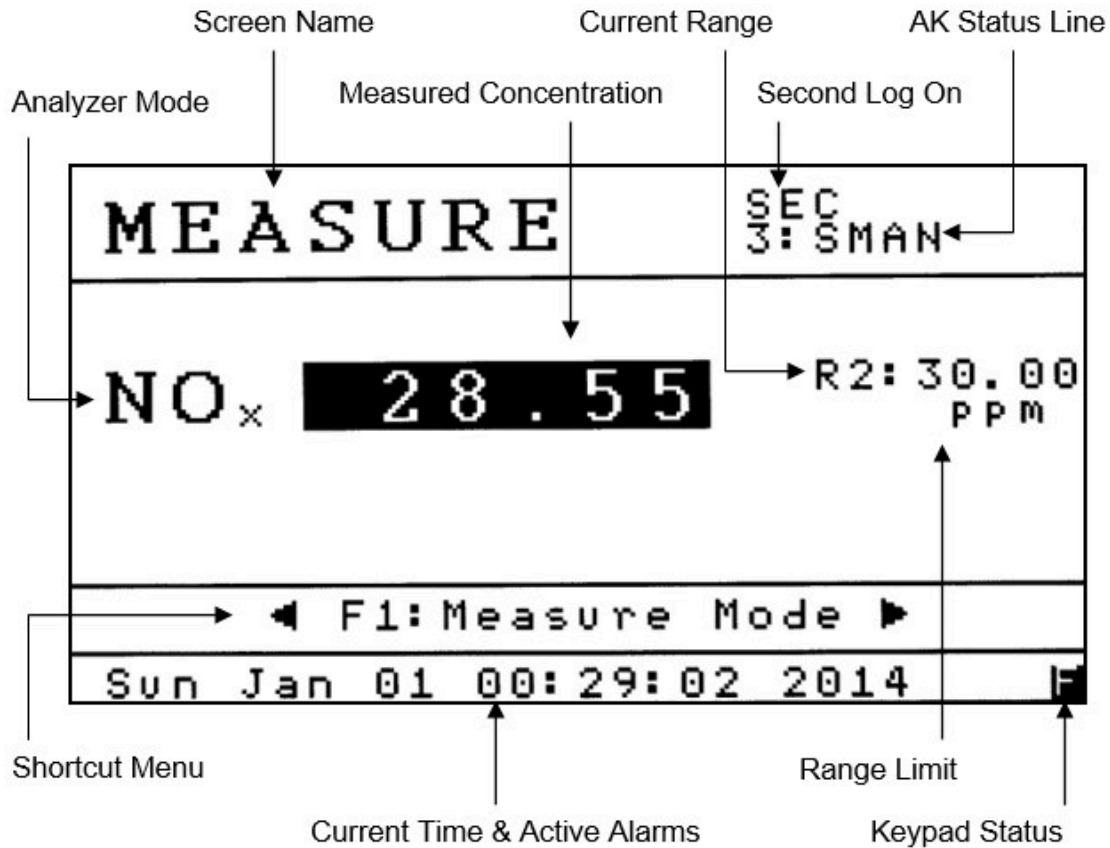 Screen Name
Current Range
AK Status Line
Analyzer Mode
Measured Concentration
Second Log On
MEASURE
SEC
3:SMAN
NOx 28.55
R2:30.00
ppm
◀ F1:Measure Mode ▶
Sun Jan 01 00:29:02 2014 F
Shortcut Menu
Range Limit
Current Time & Active Alarms
Keypad Status